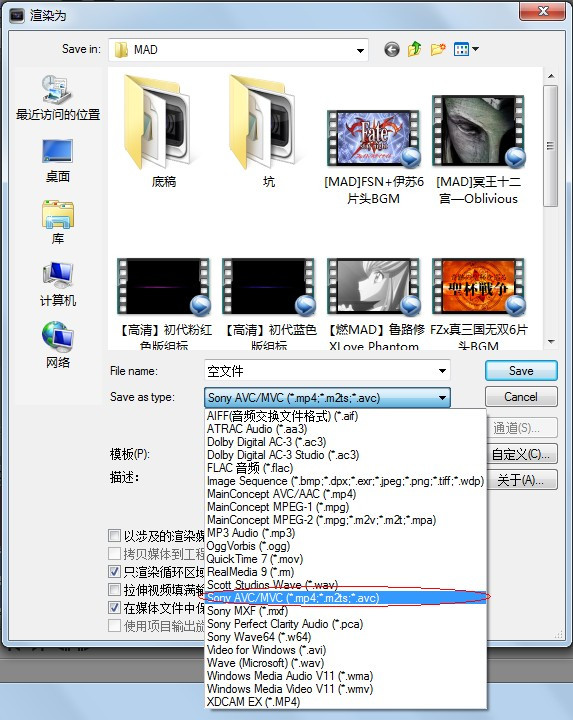 渲染为
Save in:
MAD
最近访问的位置
桌面
库
计算机
网络
底稿
坑
[MAD]FSN+伊苏6
片头BGM
[MAD]冥王十二
宫—Oblivious
【高清】初代粉红
色版组标
【高清】初代蓝色
版组标
【燃MAD】鲁路修
XLove Phantom
FZx真三国无双6片
头BGM
聖杯戦争
Fate
File name:
空文件
Save
Save as type:
Sony AVC/MVC (*.mp4;*.m2ts;*.avc)
Cancel
AIFF(音频交换文件格式) (*.aif)
ATRAC Audio (*.aa3)
Dolby Digital AC-3 (*.ac3)
Dolby Digital AC-3 Studio (*.ac3)
FLAC 音频 (*.flac)
Image Sequence (*.bmp;*.dpx;*.exr;*.jpeg;*.png;*.tiff;*.wdp)
MainConcept AVC/AAC (*.mp4)
MainConcept MPEG-1 (*.mpg)
MainConcept MPEG-2 (*.mpg;*.m2v;*.m2t;*.mpa)
MP3 Audio (*.mp3)
OggVorbis (*.ogg)
QuickTime 7 (*.mov)
RealMedia 9 (*.rm)
Scott Studios Wave (*.wav)
Sony AVC/MVC (*.mp4;*.m2ts;*.avc)
Sony MXF (*.mxf)
Sony Perfect Clarity Audio (*.pca)
Sony Wave64 (*.w64)
Video for Windows (*.avi)
Wave (Microsoft) (*.wav)
Windows Media Audio V11 (*.wma)
Windows Media Video V11 (*.wmv)
XDCAM EX (*.MP4)
通道(S)...
模板(P):
自定义(C)...
描述:
关于(A)...
以涉及的渲染媒
拷贝媒体到工程
只渲染循环区域
拉伸视频填满输
在媒体文件中保
使用项目输出旋